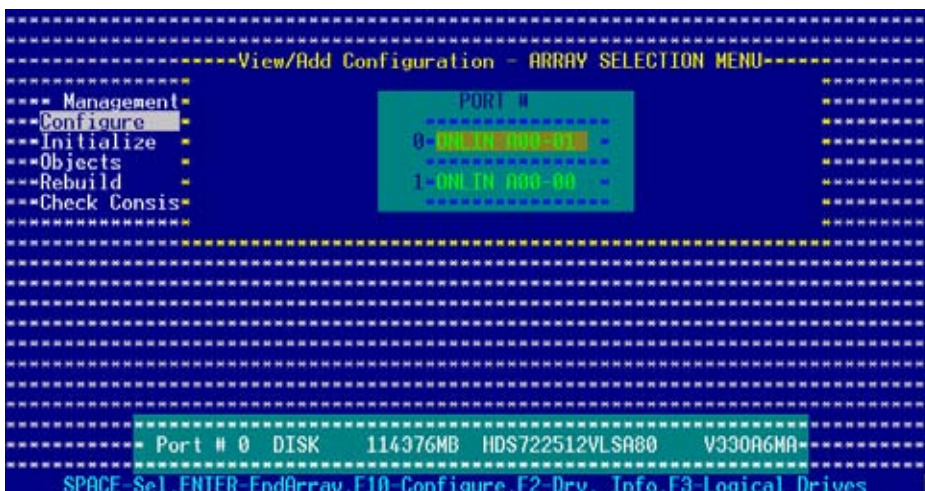 View/Add Configuration - ARRAY SELECTION MENU
Management
Configure
Initialize
Objects
Rebuild
Check Consis
PORT #
0-ONLIN A00-01
1-ONLIN A00-00
Port # 0 DISK 114376MB HDS722512VLSA80 V33OA6MA
SPACE-Sel,ENTER-EndArray,F10-Configure,F2-Drv. Info,F3-Logical Drives